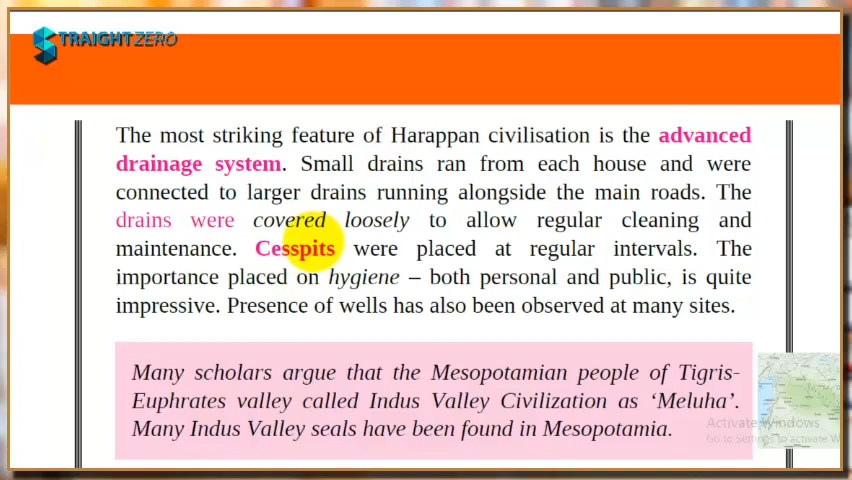 STRAIGHT ZERO
The most striking feature of Harappan civilisation is the advanced
drainage system. Small drains ran from each house and were
connected to larger drains running alongside the main roads. The
drains were covered loosely to allow regular cleaning and
maintenance. Cesspits were placed at regular intervals. The
importance placed on hygiene – both personal and public, is quite
impressive. Presence of wells has also been observed at many sites.
Many scholars argue that the Mesopotamian people of Tigris-
Euphrates valley called Indus Valley Civilization as ‘Meluha’.
Many Indus Valley seals have been found in Mesopotamia.
Activate Windows
Go to Settings to activate W